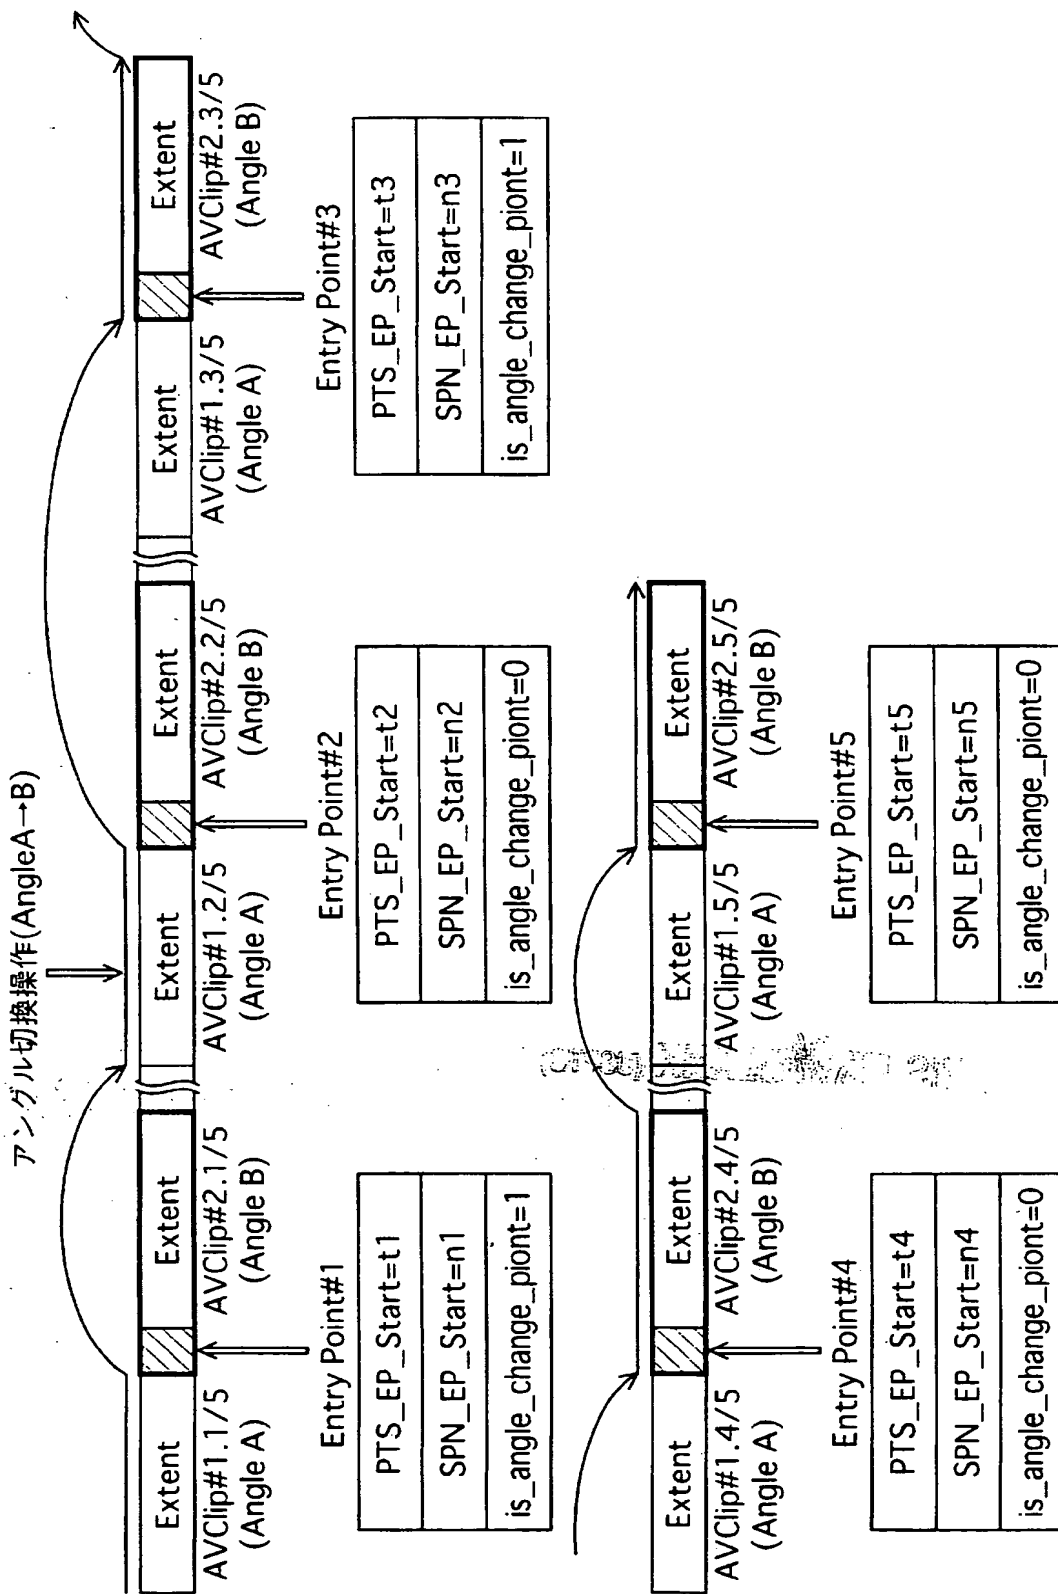 アングル切換操作(AngleA→B)
Extent
Extent
Extent
Extent
Extent
Extent
AVClip#1.1/5
(Angle A)
AVClip#2.1/5
(Angle B)
AVClip#1.2/5
(Angle A)
AVClip#2.2/5
(Angle B)
AVClip#1.3/5
(Angle A)
AVClip#2.3/5
(Angle B)
Entry Point#1
PTS_EP_Start=t1
SPN_EP_Start=n1
is_angle_change_piont=1
Entry Point#2
PTS_EP_Start=t2
SPN_EP_Start=n2
is_angle_change_piont=0
Entry Point#3
PTS_EP_Start=t3
SPN_EP_Start=n3
is_angle_change_piont=1
Extent
Extent
Extent
Extent
AVClip#1.4/5
(Angle A)
AVClip#2.4/5
(Angle B)
AVClip#1.5/5
(Angle A)
AVClip#2.5/5
(Angle B)
Entry Point#4
PTS_EP_Start=t4
SPN_EP_Start=n4
is_angle_change_piont=0
Entry Point#5
PTS_EP_Start=t5
SPN_EP_Start=n5
is_angle_change_piont=0